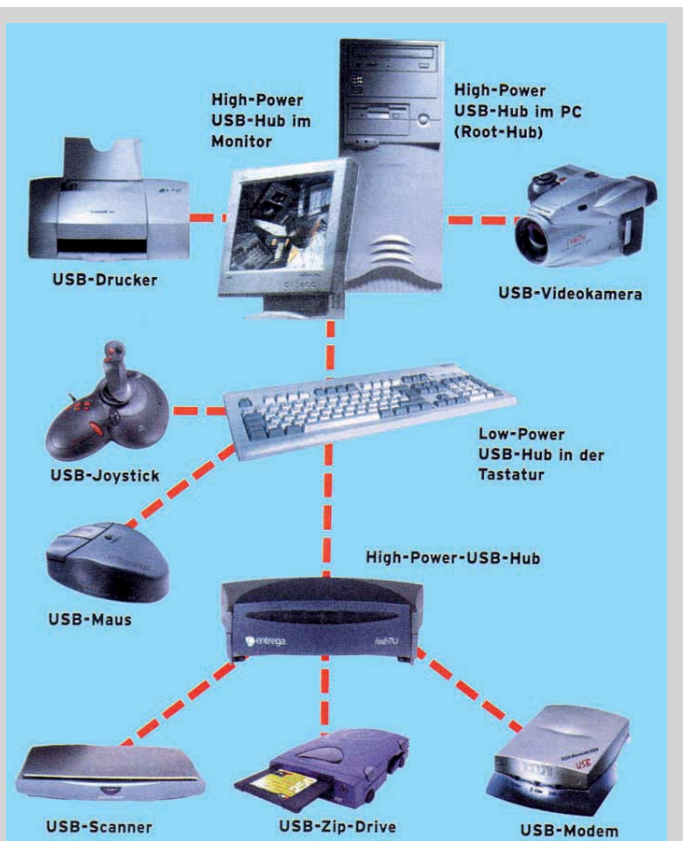 High-Power
USB-Hub im
Monitor
High-Power
USB-Hub im PC
(Root-Hub)
USB-Drucker
USB-Videokamera
USB-Joystick
Low-Power
USB-Hub in der
Tastatur
USB-Maus
High-Power-USB-Hub
entrega
USB-Scanner
USB-Zip-Drive
USB-Modem
USB